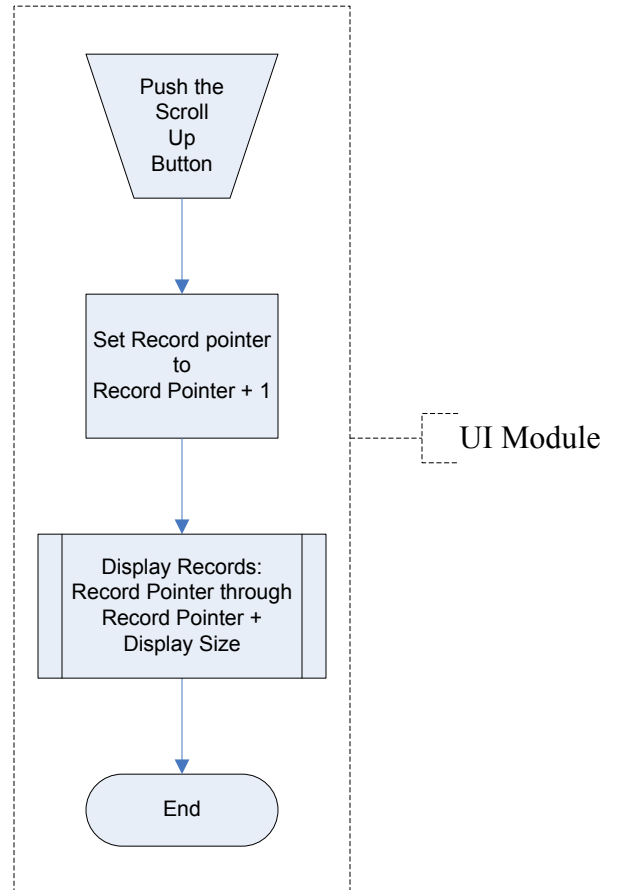 Push the
Scroll
Up
Button
Set Record pointer
to
Record Pointer + 1
UI Module
Display Records:
Record Pointer through
Record Pointer +
Display Size
End